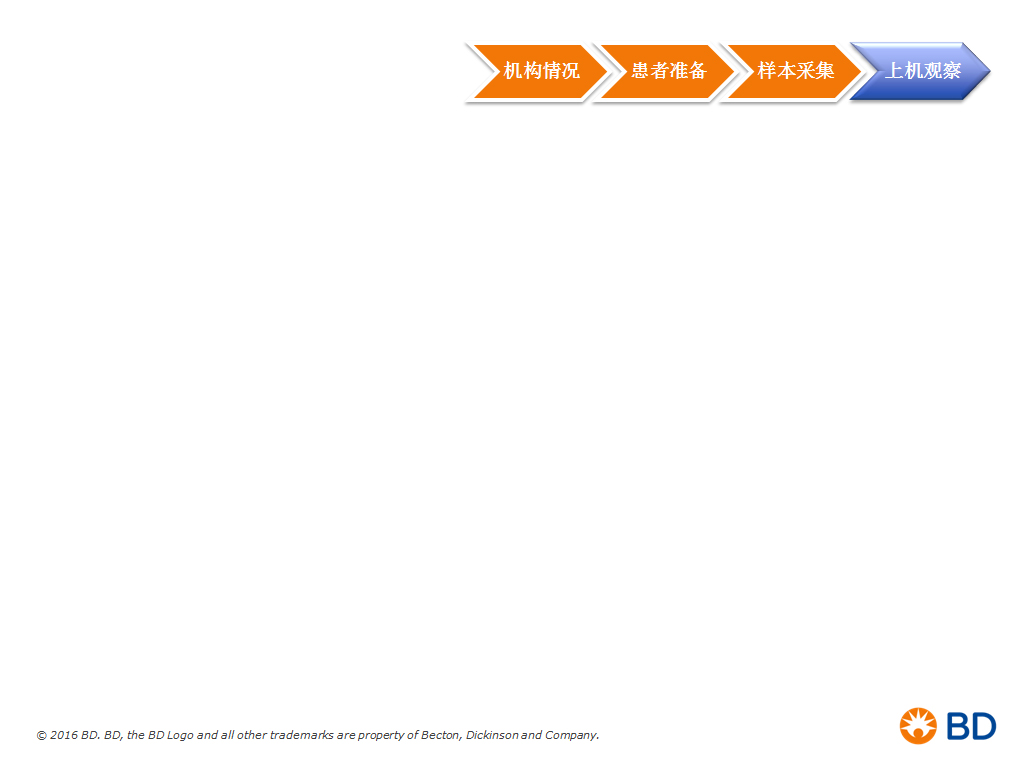 机构情况 患者准备 样本采集 上机观察
© 2016 BD. BD, the BD Logo and all other trademarks are property of Becton, Dickinson and Company.
BD